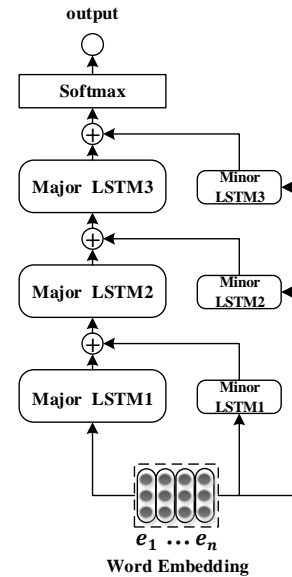 output
Softmax
+
Major LSTM3
Minor
LSTM3
+
Major LSTM2
Minor
LSTM2
+
Major LSTM1
Minor
LSTM1
e₁ ... eₙ
Word Embedding